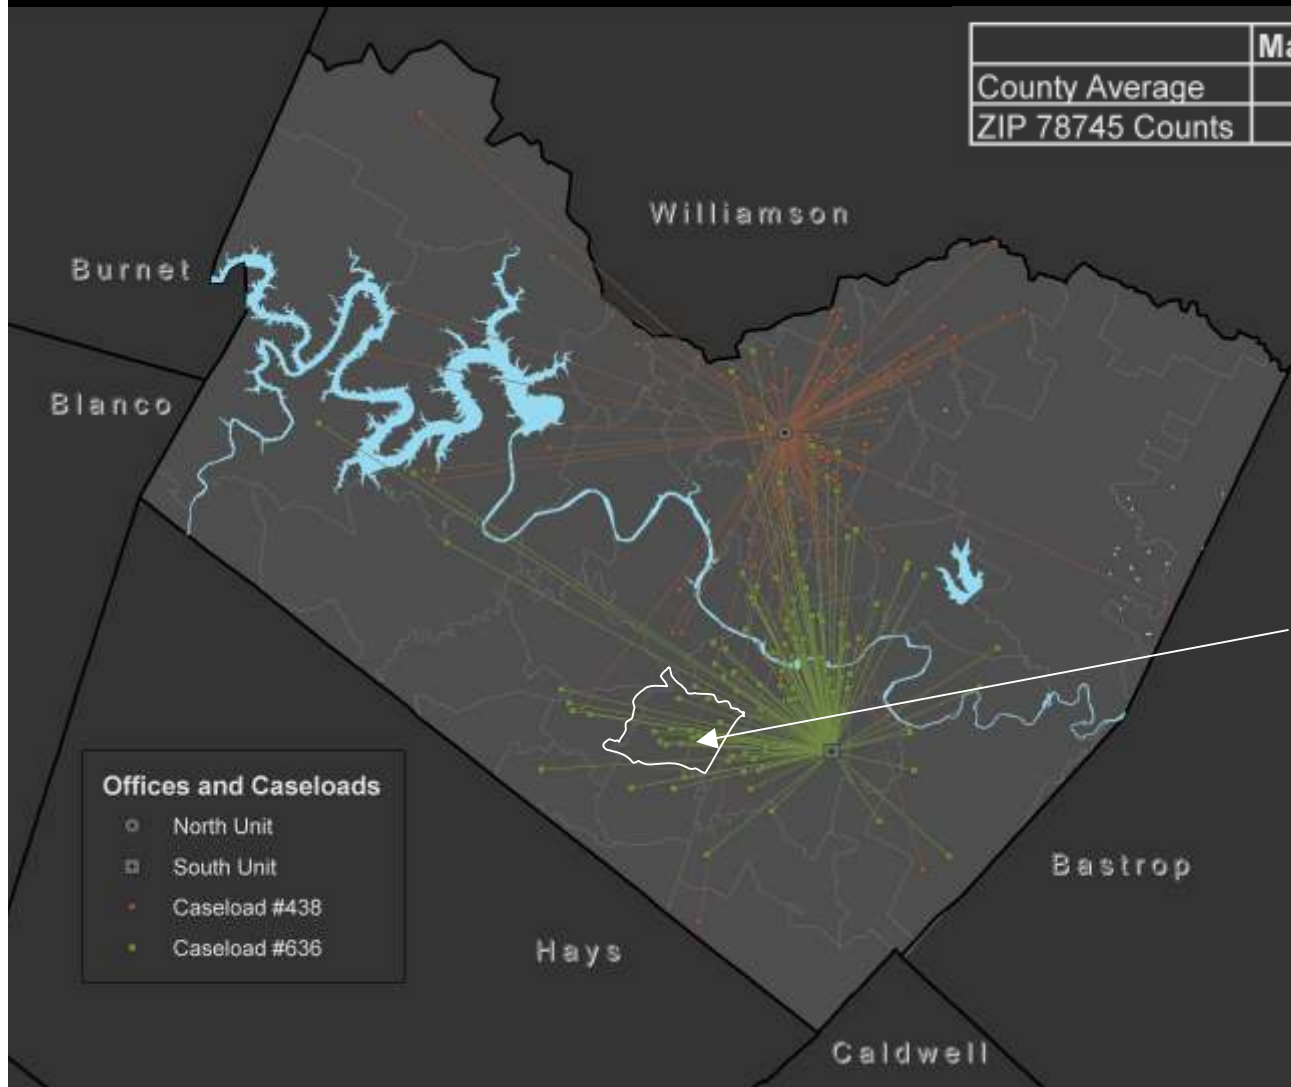 Ma
County Average
ZIP 78745 Counts
Williamson
Burnet
Blanco
Offices and Caseloads
North Unit
South Unit
Caseload #438
Caseload #636
Bastrop
Hays
Caldwell